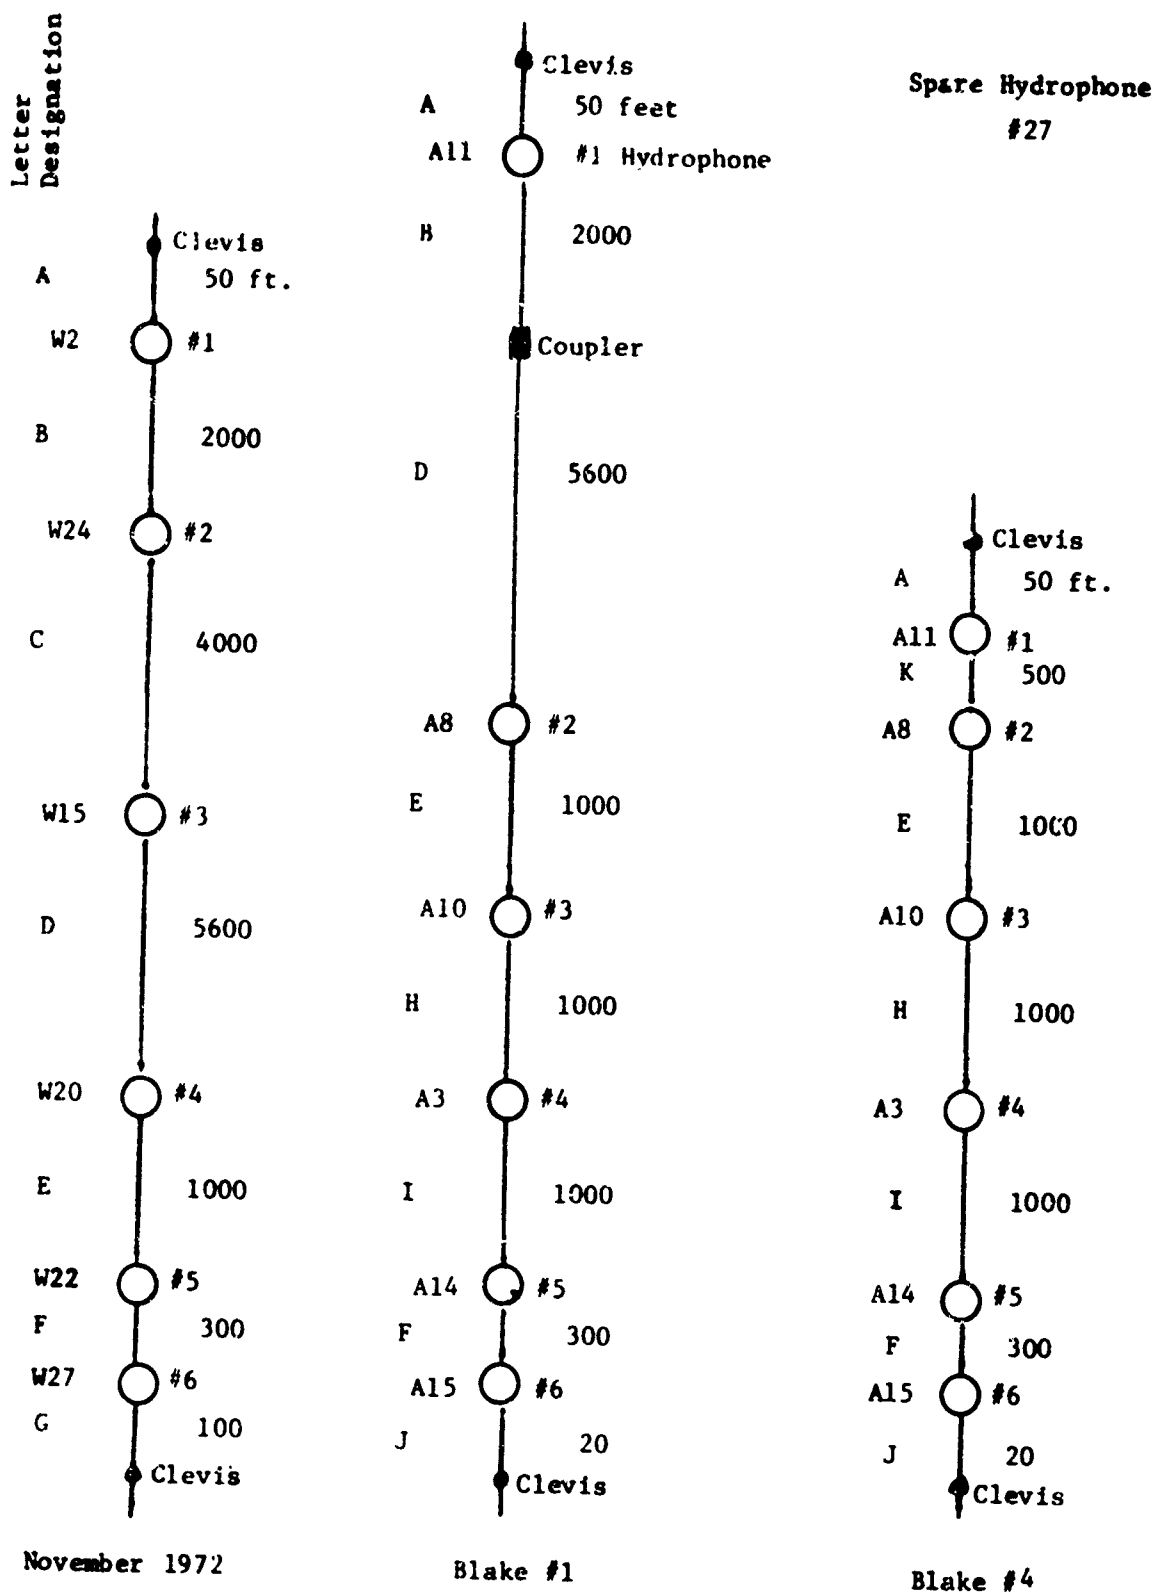 Letter
Designation
Clevis
A 50 ft.
W2 #1
B 2000
W24 #2
C 4000
W15 #3
D 5600
W20 #4
E 1000
W22 #5
F 300
W27 #6
G 100
Clevis
November 1972
Clevis
A 50 feet
A11 #1 Hydrophone
B 2000
Coupler
D 5600
A8 #2
E 1000
A10 #3
H 1000
A3 #4
I 1000
A14 #5
F 300
A15 #6
J 20
Clevis
Blake #1
Spare Hydrophone
#27
Clevis
A 50 ft.
A11 #1
K 500
A8 #2
E 1000
A10 #3
H 1000
A3 #4
I 1000
A14 #5
F 300
A15 #6
J 20
Clevis
Blake #4